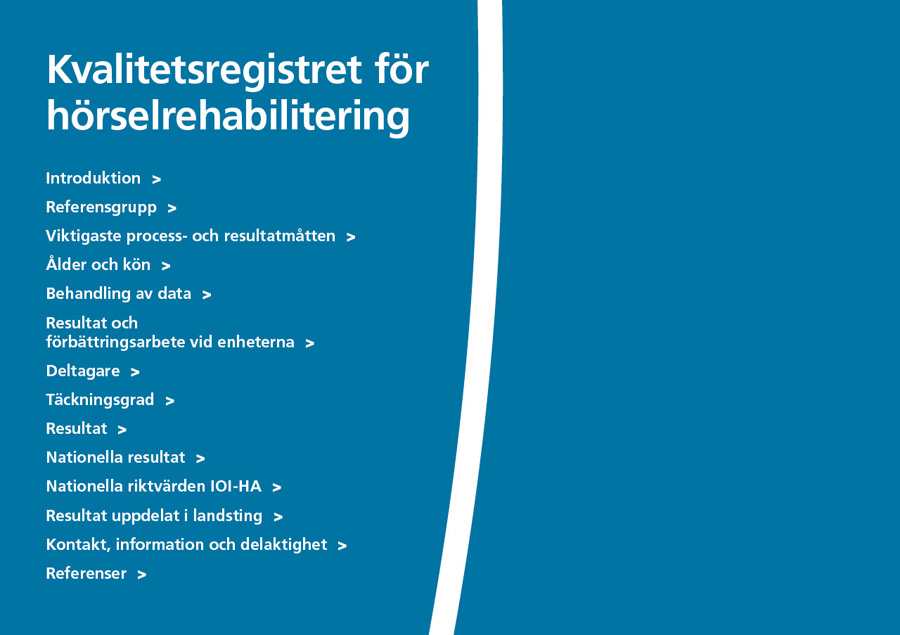 Kvalitetsregistret för
hörselrehabilitering
Introduktion >
Referensgrupp >
Viktigaste process- och resultatmåtten >
Ålder och kön >
Behandling av data >
Resultat och
förbättringsarbete vid enheterna >
Deltagare >
Täckningsgrad >
Resultat >
Nationella resultat >
Nationella riktvärden IOI-HA >
Resultat uppdelat i landsting >
Kontakt, information och delaktighet >
Referenser >